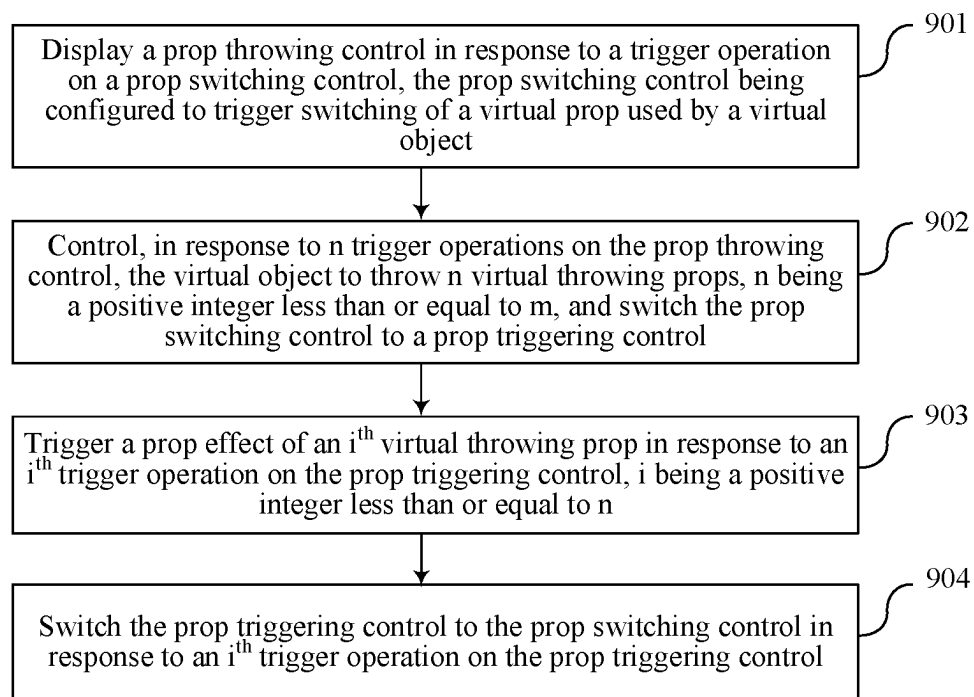 901
Display a prop throwing control in response to a trigger operation
on a prop switching control, the prop switching control being
configured to trigger switching of a virtual prop used by a virtual
object
902
Control, in response to n trigger operations on the prop throwing
control, the virtual object to throw n virtual throwing props, n being
a positive integer less than or equal to m, and switch the prop
switching control to a prop triggering control
903
Trigger a prop effect of an iᵗʰ virtual throwing prop in response to an
iᵗʰ trigger operation on the prop triggering control, i being a positive
integer less than or equal to n
904
Switch the prop triggering control to the prop switching control in
response to an iᵗʰ trigger operation on the prop triggering control